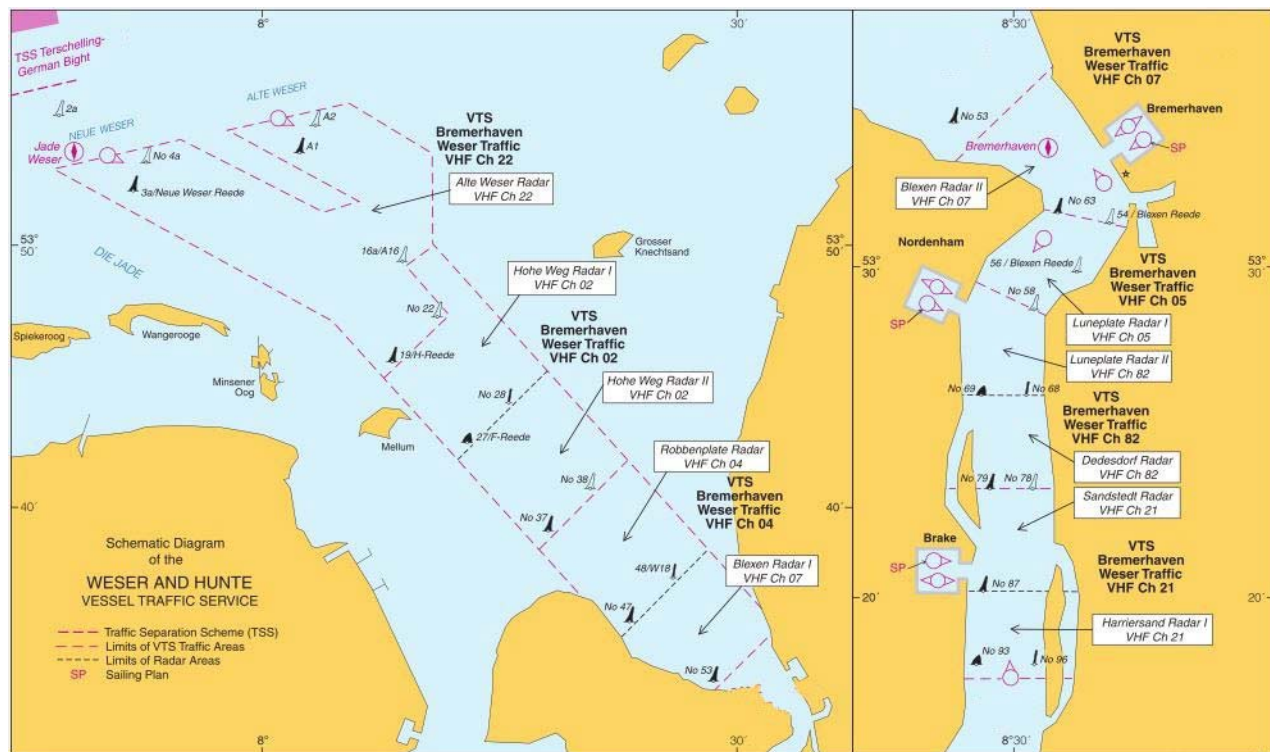 8°
30´
TSS Terschelling-
German Bight
2a
ALTE WESER
NEUE WESER
A2
A1
Jade
Weser
No 4a
3a/Neue Weser Reede
VTS
Bremerhaven
Weser Traffic
VHF Ch 22
Alte Weser Radar
VHF Ch 22
53°
50´
DIE JADE
16a/A16
Grosser
Knechtsand
Hohe Weg Radar I
VHF Ch 02
No 22
Spiekeroog
Wangerooge
19/H-Reede
VTS
Bremerhaven
Weser Traffic
VHF Ch 02
Minsener
Oog
No 28
Hohe Weg Radar II
VHF Ch 02
Mellum
27/F-Reede
Robbenplate Radar
VHF Ch 04
No 38
VTS
Bremerhaven
Weser Traffic
VHF Ch 04
40´
No 37
Schematic Diagram
of the
WESER AND HUNTE
VESSEL TRAFFIC SERVICE
48/W18
Blexen Radar I
VHF Ch 07
No 47
Traffic Separation Scheme (TSS)
Limits of VTS Traffic Areas
Limits of Radar Areas
SP Sailing Plan
No 53
8°
30´
8°30´
VTS
Bremerhaven
Weser Traffic
VHF Ch 07
No 53
Bremerhaven
Bremerhaven
SP
Blexen Radar II
VHF Ch 07
No 63
54 / Blexen Reede
Nordenham
53°
50´
53°
30´
30´
56 / Blexen Reede
VTS
Bremerhaven
Weser Traffic
VHF Ch 05
No 58
SP
Luneplate Radar I
VHF Ch 05
Luneplate Radar II
VHF Ch 82
No 69
No 68
VTS
Bremerhaven
Weser Traffic
VHF Ch 82
Dedesdorf Radar
VHF Ch 82
No 79
No 78
Sandstedt Radar
VHF Ch 21
40´
Brake
SP
VTS
Bremerhaven
Weser Traffic
VHF Ch 21
No 87
20´
20´
Harriersand Radar I
VHF Ch 21
No 93
No 96
8°30´